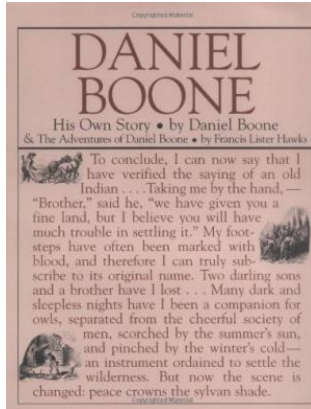 Copyrighted Material
DANIEL
BOONE
His Own Story • by Daniel Boone
& The Adventures of Daniel Boone • by Francis Lister Hawks
To conclude, I can now say that I
have verified the saying of an old
Indian . . . . Taking me by the hand, —
“Brother,” said he, “we have given you a
fine land, but I believe you will have
much trouble in settling it.” My foot-
steps have often been marked with
blood, and therefore I can truly sub-
scribe to its original name. Two darling sons
and a brother have I lost . . . Many dark and
sleepless nights have I been a companion for
owls, separated from the cheerful society of
men, scorched by the summer’s sun,
and pinched by the winter’s cold—
an instrument ordained to settle the
wilderness. But now the scene is
changed: peace crowns the sylvan shade.
Copyrighted Material